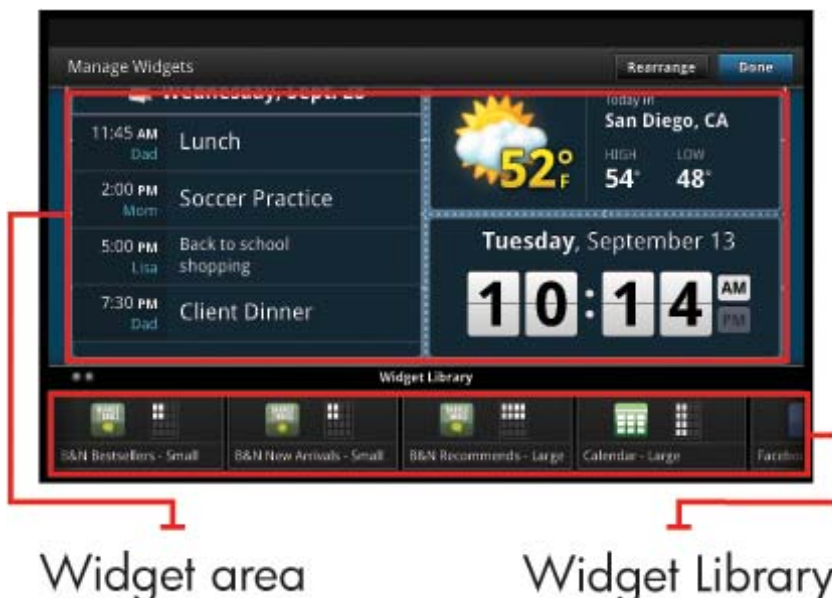 Manage Widgets
Rearrange
Done
Wednesday, Sept. 28
11:45 AM
Dad
Lunch
2:00 PM
Mom
Soccer Practice
5:00 PM
Lisa
Back to school
shopping
7:30 PM
Dad
Client Dinner
Today in
San Diego, CA
52°F
HIGH
LOW
54°
48°
Tuesday, September 13
10:14
AM
PM
Widget Library
B&N Bestsellers - Small
B&N New Arrivals - Small
B&N Recommends - Large
Calendar - Large
Widget area
Widget Library